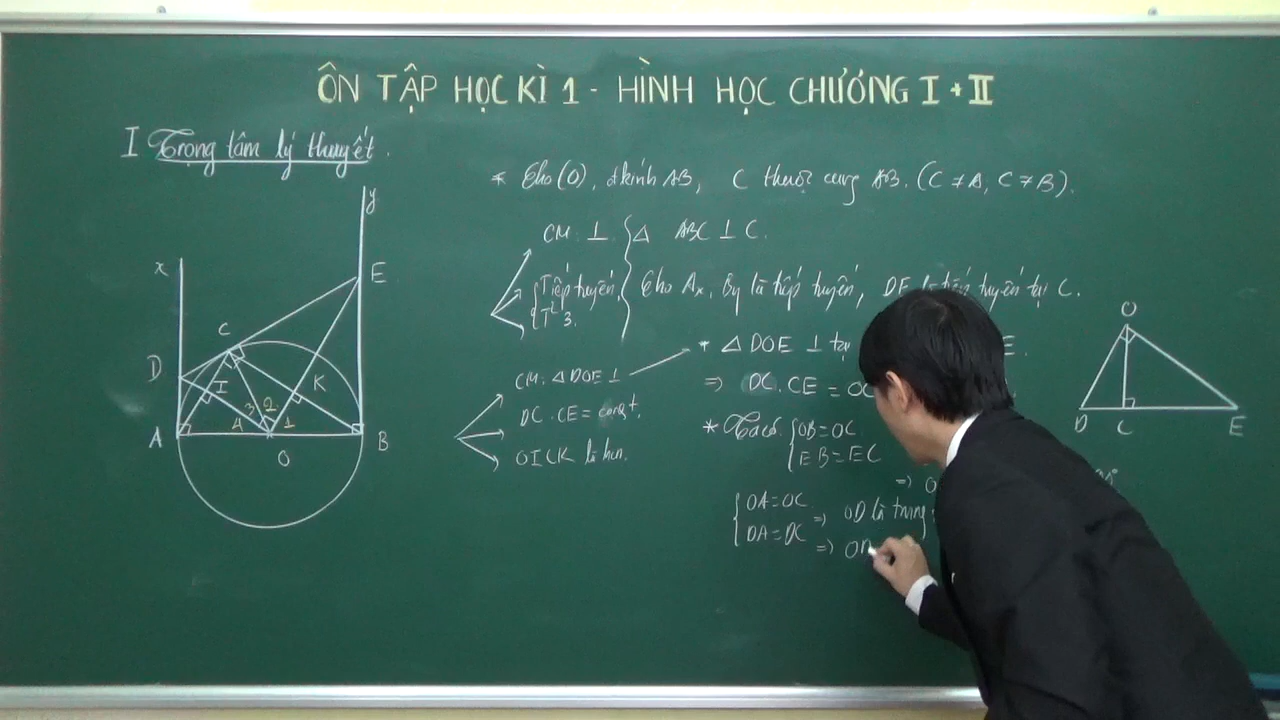 ÔN TẬP HỌC KÌ 1 - HÌNH HỌC CHƯƠNG I + II
I Trọng tâm lý thuyết.
* Cho (O), đkính AB, C thuộc cung AB. (C ≠ A, C ≠ B).
CM ⊥
Δ ABC ⊥ C.
Tiếp tuyến.
T² 3.
Cho Ax, By là tiếp tuyến, DE là tiếp tuyến tại C.
* Δ DOE ⊥ tại
E.
CM: Δ DOE ⊥
DC. CE = const.
OICK là hcn.
⇒ DC. CE = OC
* Ta có. OB = OC
EB = EC
⇒ O
OA = OC
DA = DC
⇒ OD là trung
⇒ OD
x
y
E
C
D
I
K
3
2
4
1
A
O
B
O
D
C
E